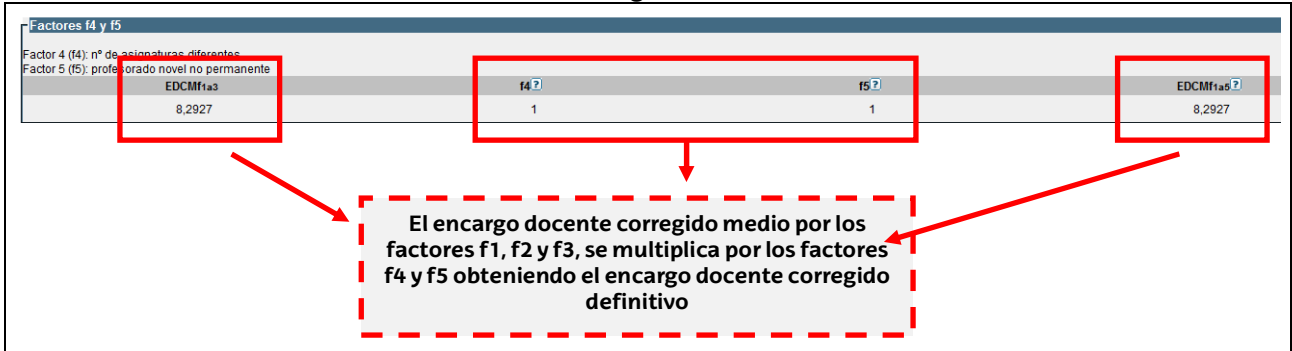 Factores f4 y f5
Factor 4 (f4): nº de asignaturas diferentes
Factor 5 (f5): profesorado novel no permanente
EDCMf1a3 f4 ? f5 ? EDCMf1a5 ?
8,2927 1 1 8,2927
El encargo docente corregido medio por los
factores f1, f2 y f3, se multiplica por los factores
f4 y f5 obteniendo el encargo docente corregido
definitivo